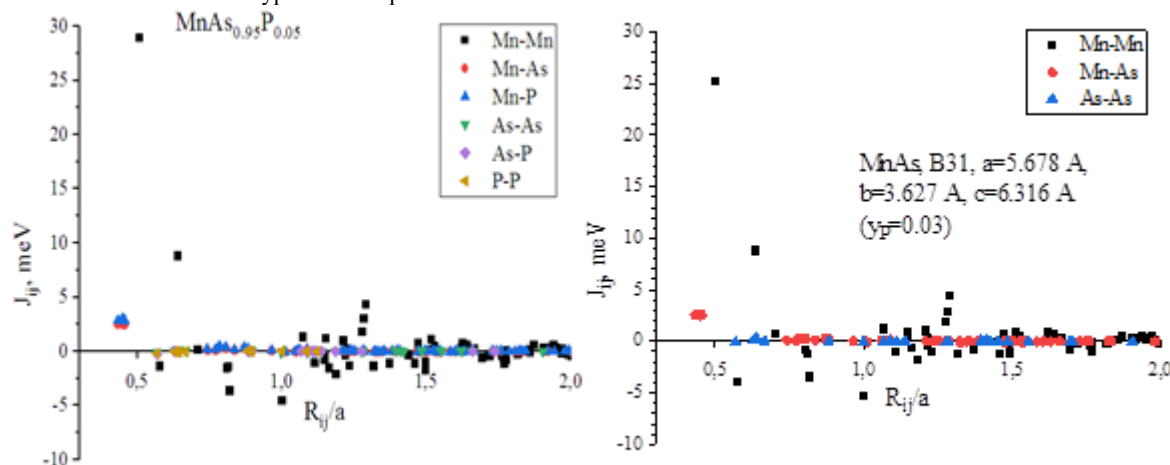 MnAs0.95P0.05
30
25
20
15
10
5
0
-5
-10
Jij, meV
0,5
1,0
1,5
2,0
Rij/a
Mn-Mn
Mn-As
Mn-P
As-As
As-P
P-P
30
25
20
15
10
5
0
-5
-10
Jij, meV
0,5
1,0
1,5
2,0
Rij/a
Mn-Mn
Mn-As
As-As
MnAs, B31, a=5.678 A,
b=3.627 A, c=6.316 A
(yp=0.03)